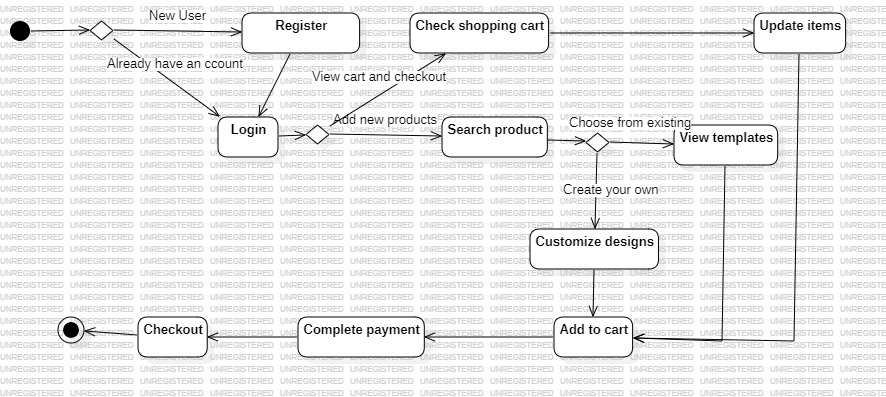 New User
Register
Check shopping cart
Update items
Already have an ccount
View cart and checkout
Login
Add new products
Search product
Choose from existing
View templates
Create your own
Customize designs
Checkout
Complete payment
Add to cart
UNREGISTERED